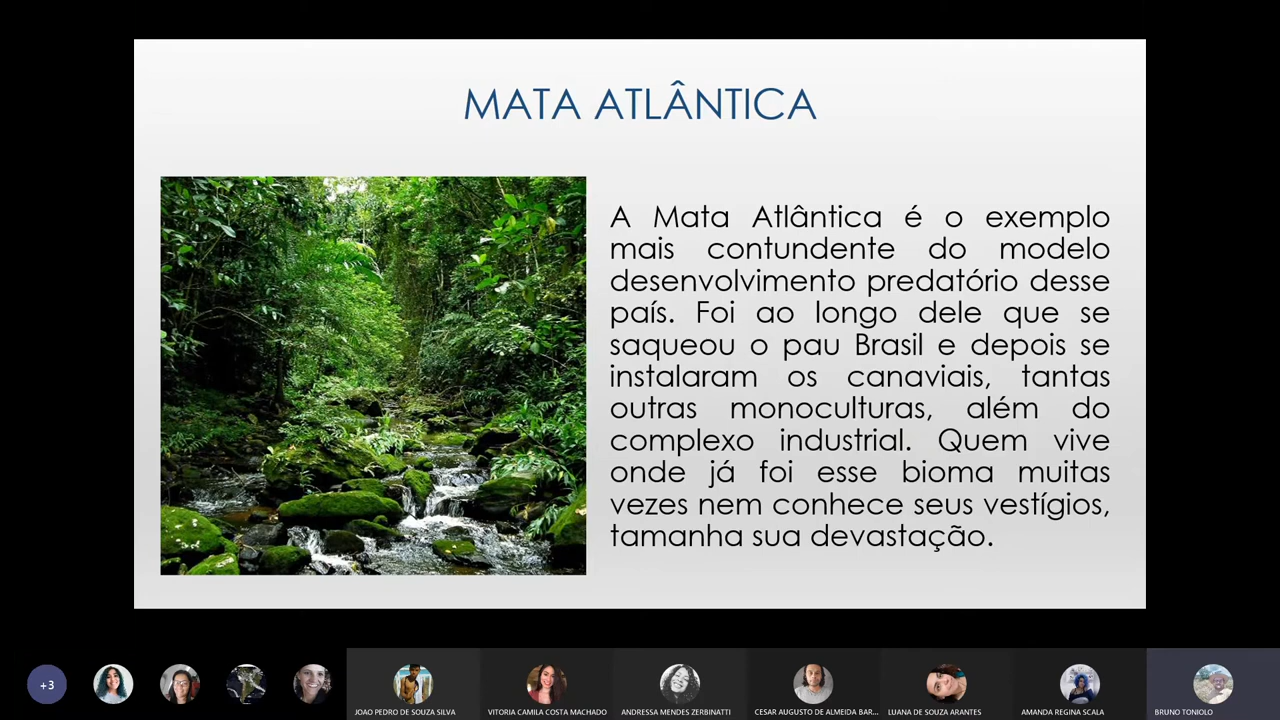 MATA ATLÂNTICA
A Mata Atlântica é o exemplo
mais contundente do modelo
desenvolvimento predatório desse
país. Foi ao longo dele que se
saqueou o pau Brasil e depois se
instalaram os canaviais, tantas
outras monoculturas, além do
complexo industrial. Quem vive
onde já foi esse bioma muitas
vezes nem conhece seus vestígios,
tamanha sua devastação.
+3
JOAO PEDRO DE SOUZA SILVA
VITORIA CAMILA COSTA MACHADO
ANDRESSA MENDES ZERBINATTI
CESAR AUGUSTO DE ALMEIDA BAR...
LUANA DE SOUZA ARANTES
AMANDA REGINA SCALA
BRUNO TONIOLO